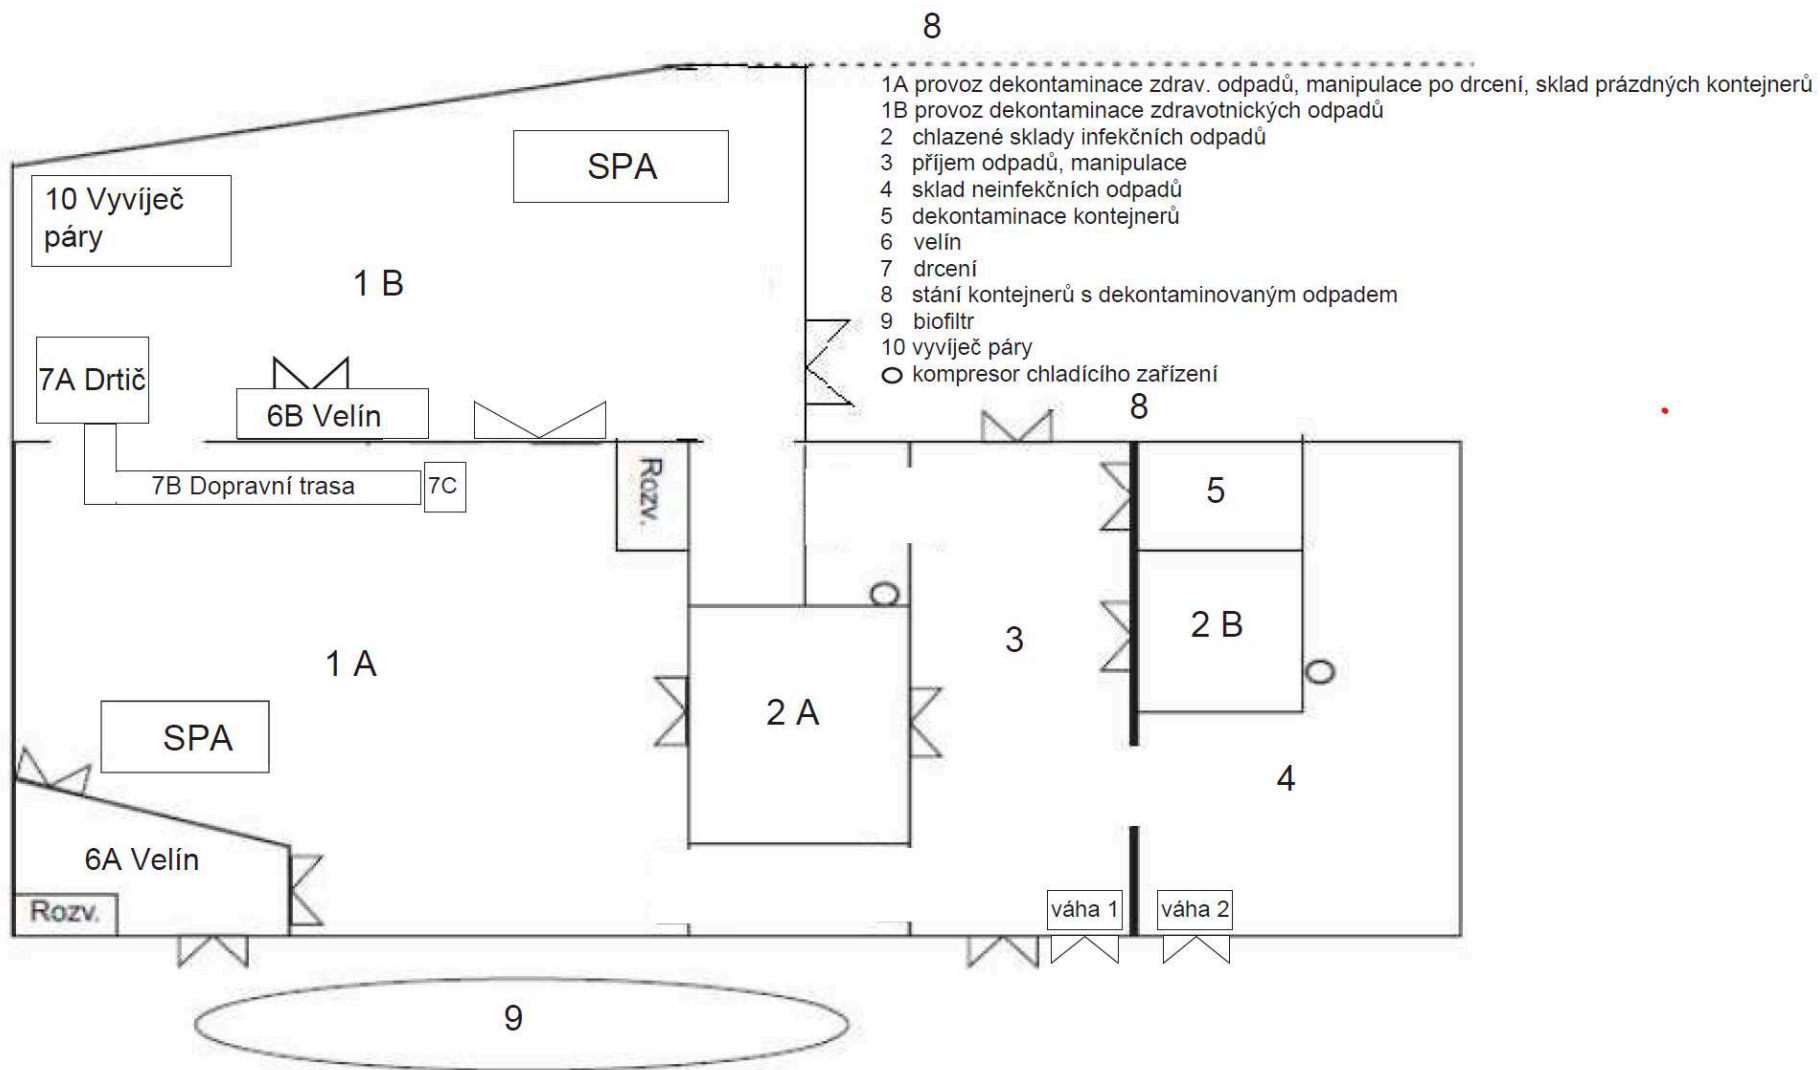 8
1A provoz dekontaminace zdrav. odpadů, manipulace po drcení, sklad prázdných kontejnerů
1B provoz dekontaminace zdravotnických odpadů
2 chlazené sklady infekčních odpadů
3 příjem odpadů, manipulace
4 sklad neinfekčních odpadů
5 dekontaminace kontejnerů
6 velín
7 drcení
8 stání kontejnerů s dekontaminovaným odpadem
9 biofiltr
10 vyvíječ páry
kompresor chladícího zařízení
8
SPA
10 Vyvíječ
páry
1 B
7A Drtič
6B Velín
7B Dopravní trasa
7C
Rozv.
5
2 B
3
1 A
2 A
SPA
4
6A Velín
Rozv.
váha 1
váha 2
9